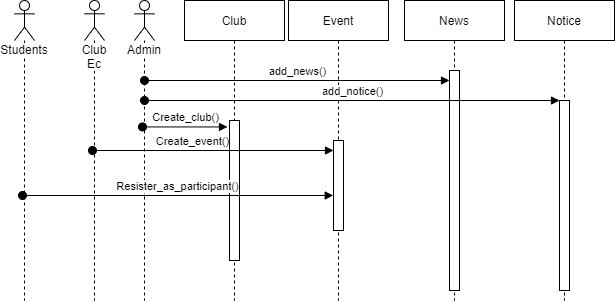 Students
Club
Ec
Admin
Club
Event
News
Notice
add_news()
add_notice()
Create_club()
Create_event()
Resister_as_participant()